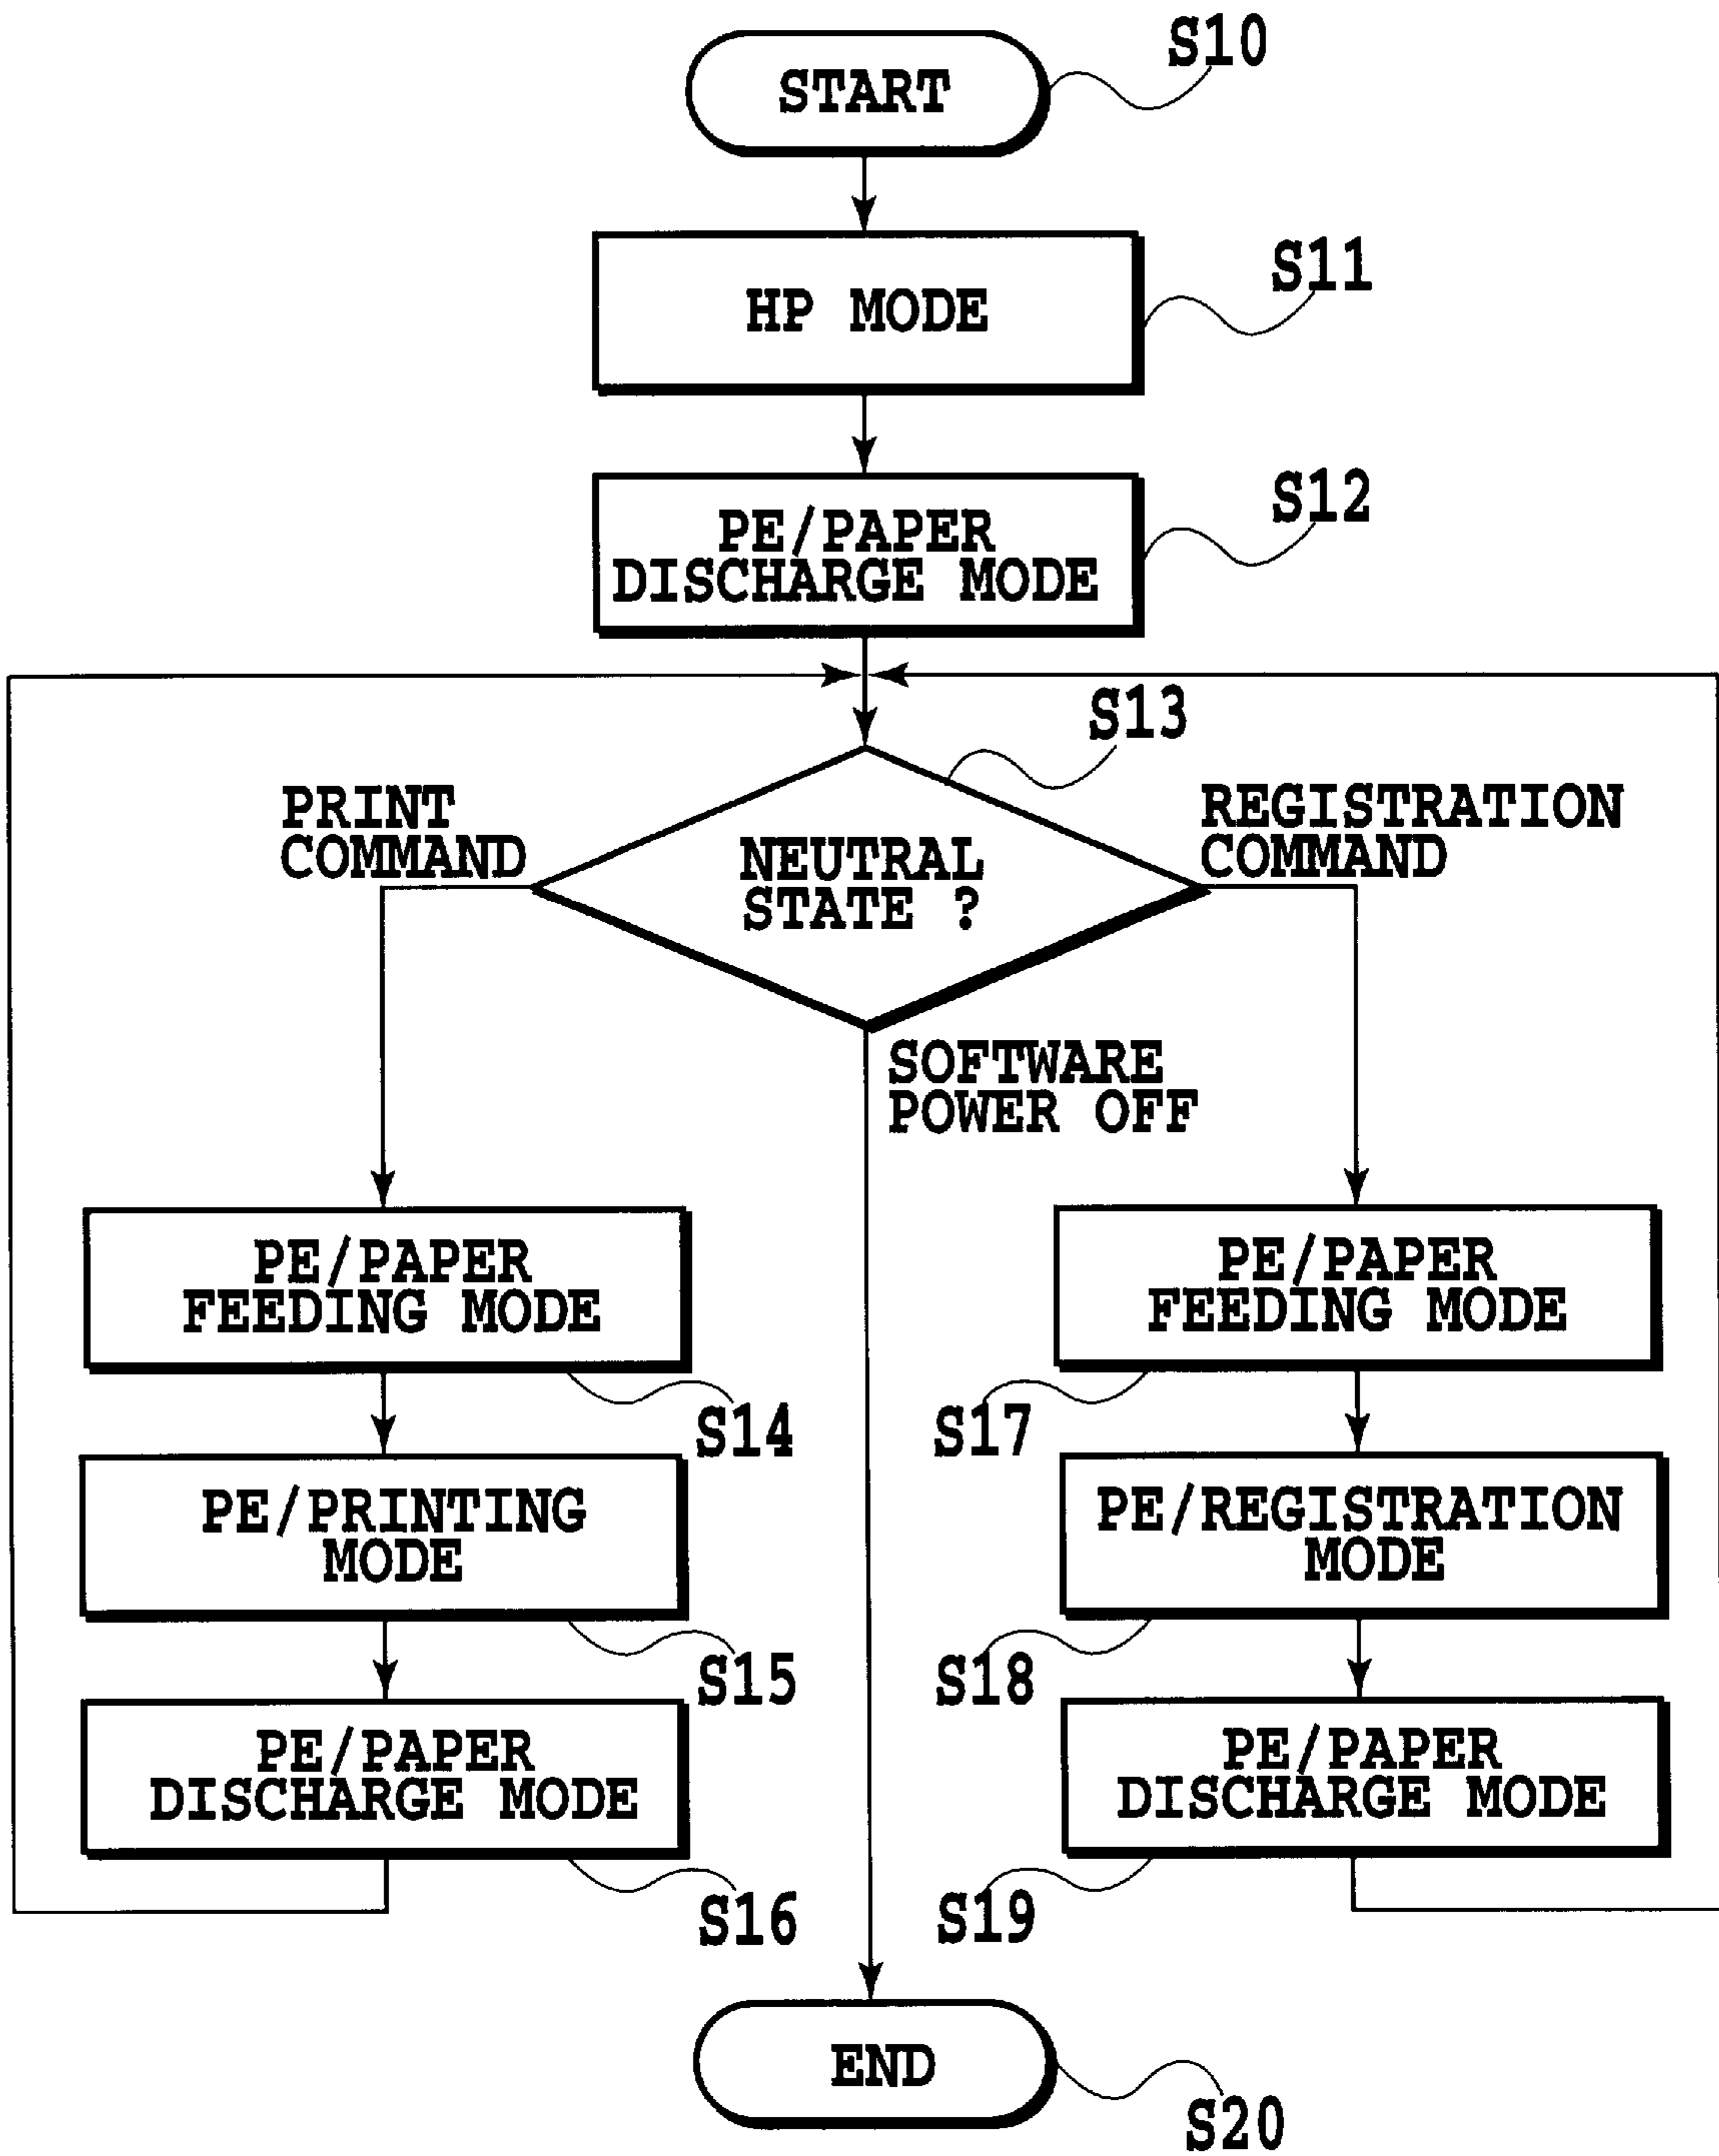 S10
START
S11
HP MODE
S12
PE/PAPER
DISCHARGE MODE
S13
PRINT
COMMAND
NEUTRAL
STATE ?
REGISTRATION
COMMAND
SOFTWARE
POWER OFF
PE/PAPER
FEEDING MODE
S14
PE/PRINTING
MODE
S15
PE/PAPER
DISCHARGE MODE
S16
PE/PAPER
FEEDING MODE
S17
PE/REGISTRATION
MODE
S18
PE/PAPER
DISCHARGE MODE
S19
END
S20